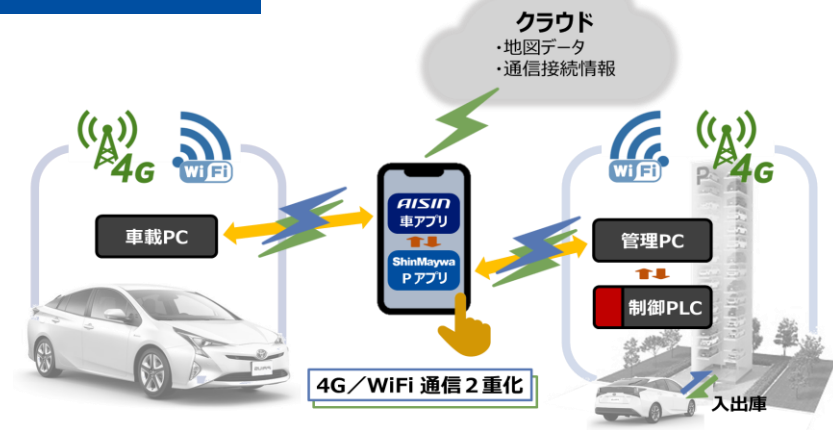 クラウド
・地図データ
・通信接続情報
4G
WiFi
WiFi
P
4G
AISIN
車アプリ
車載PC
管理PC
ShinMaywa
P アプリ
制御PLC
4G／WiFi 通信２重化
入出庫